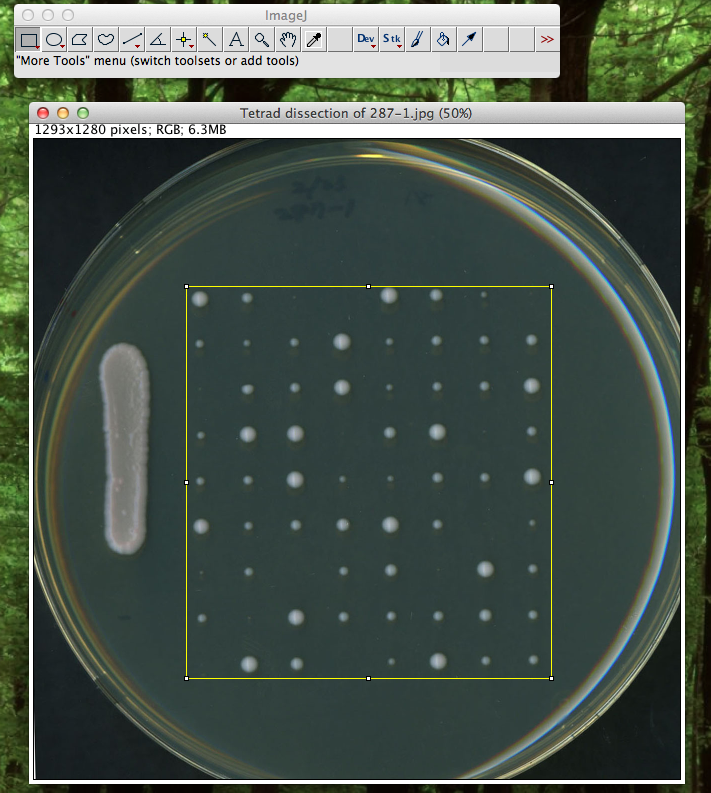 ImageJ
A
Dev Stk >>
"More Tools" menu (switch toolsets or add tools)
Tetrad dissection of 287-1.jpg (50%)
1293x1280 pixels; RGB; 6.3MB